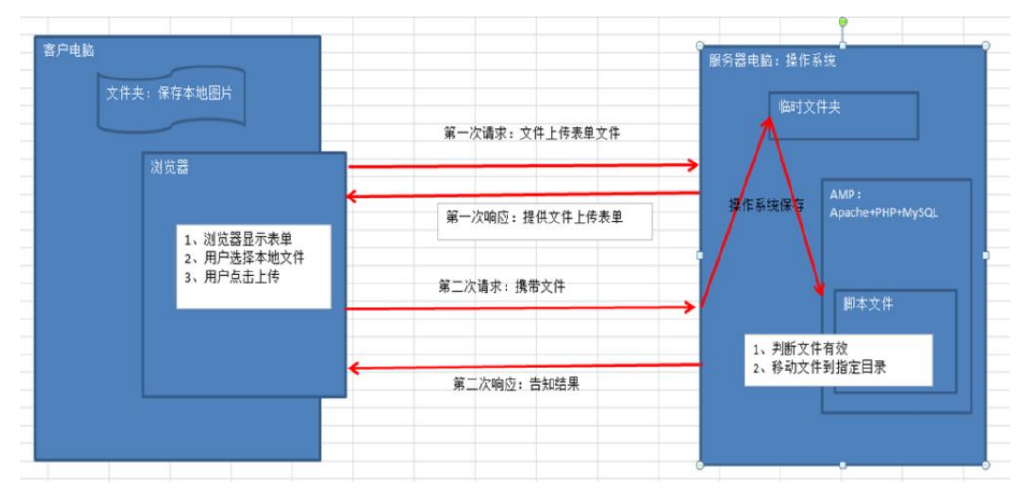 客户电脑
文件夹：保存本地图片
浏览器
1、浏览器显示表单
2、用户选择本地文件
3、用户点击上传
第一次请求：文件上传表单文件
第一次响应：提供文件上传表单
第二次请求：携带文件
第二次响应：告知结果
服务器电脑：操作系统
临时文件夹
操作系统保存
AMP：
Apache+PHP+MySQL
脚本文件
1、判断文件有效
2、移动文件到指定目录